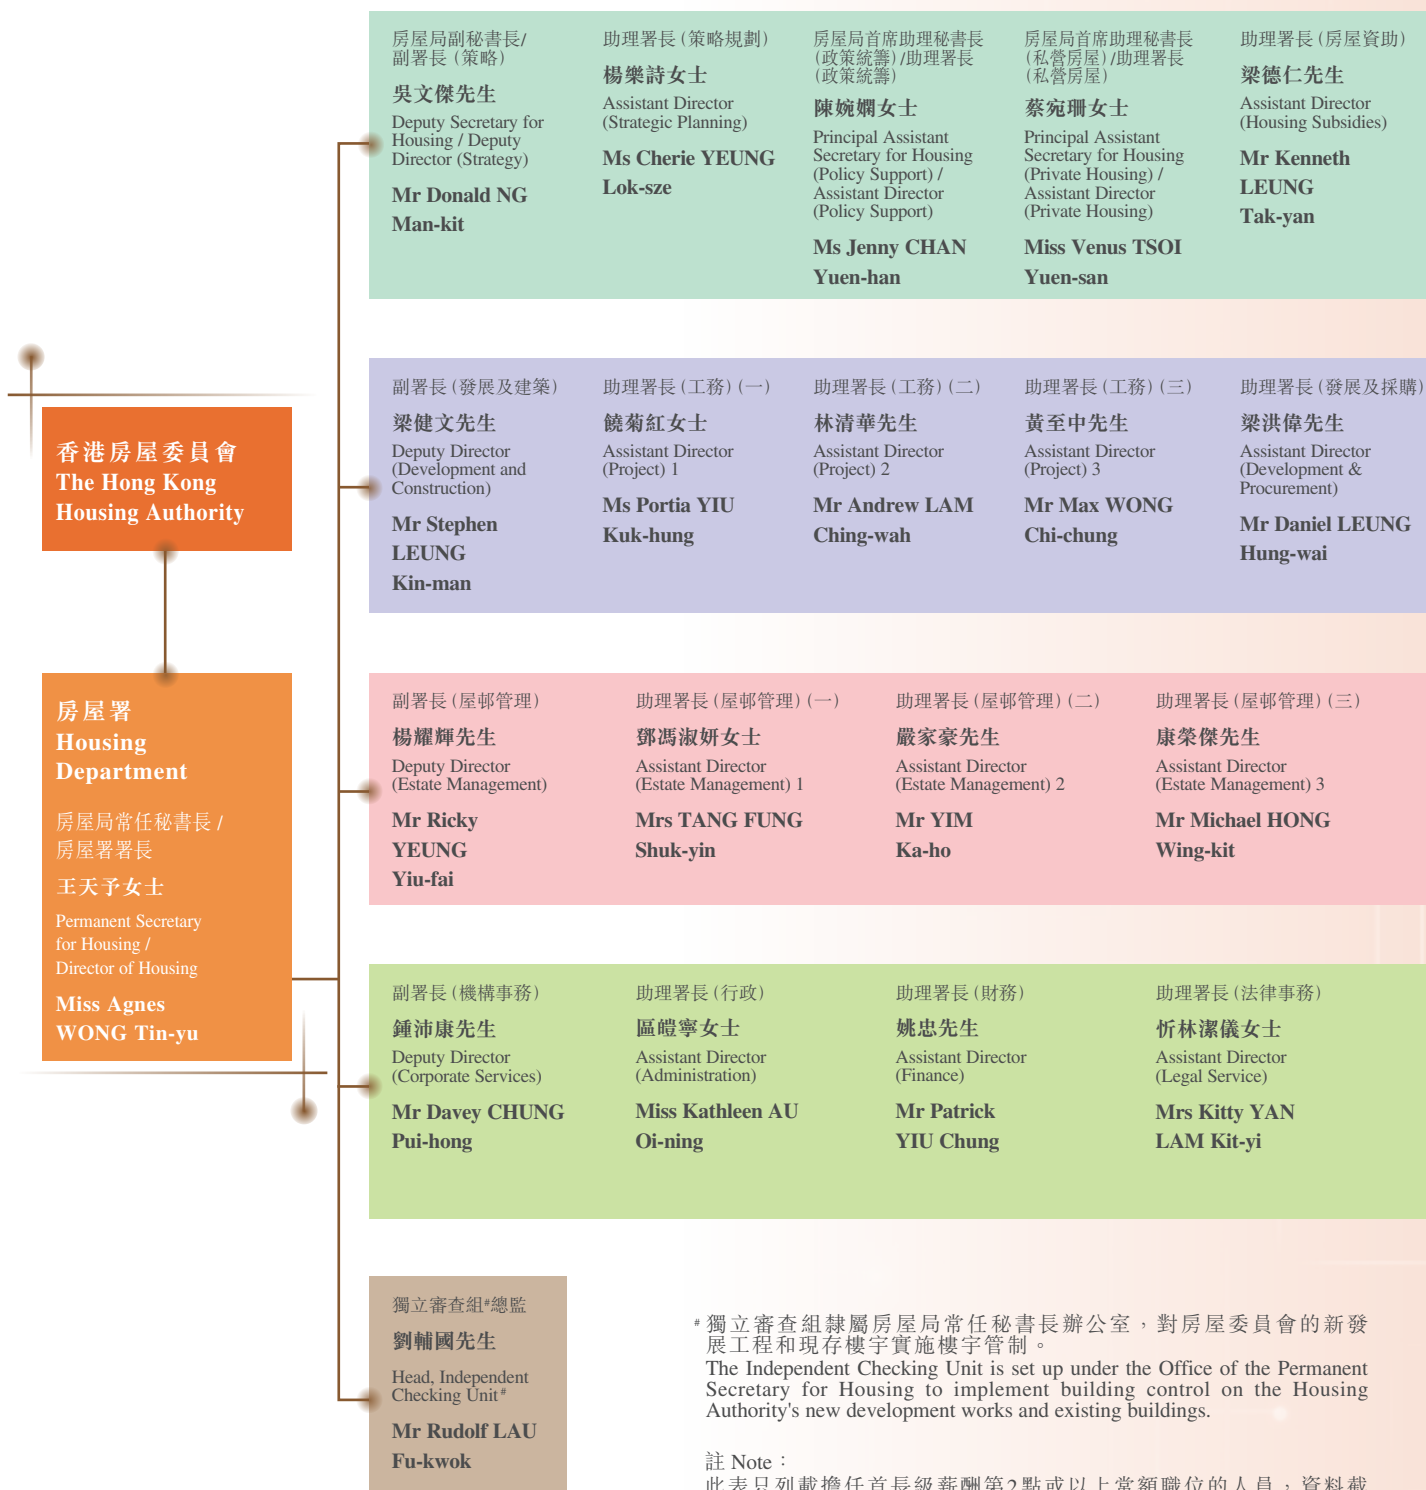 香港房屋委員會
The Hong Kong
Housing Authority
房屋署
Housing
Department
房屋局常任秘書長 /
房屋署署長
王天予女士
Permanent Secretary
for Housing /
Director of Housing
Miss Agnes
WONG Tin-yu
房屋局副秘書長/
副署長 (策略)
吳文傑先生
Deputy Secretary for
Housing / Deputy
Director (Strategy)
Mr Donald NG
Man-kit
助理署長 (策略規劃)
楊樂詩女士
Assistant Director
(Strategic Planning)
Ms Cherie YEUNG
Lok-sze
房屋局首席助理秘書長
(政策統籌) /助理署長
(政策統籌)
陳婉嫻女士
Principal Assistant
Secretary for Housing
(Policy Support) /
Assistant Director
(Policy Support)
Ms Jenny CHAN
Yuen-han
房屋局首席助理秘書長
(私營房屋) /助理署長
(私營房屋)
蔡宛珊女士
Principal Assistant
Secretary for Housing
(Private Housing) /
Assistant Director
(Private Housing)
Miss Venus TSOI
Yuen-san
助理署長 (房屋資助)
梁德仁先生
Assistant Director
(Housing Subsidies)
Mr Kenneth
LEUNG
Tak-yan
副署長 (發展及建築)
梁健文先生
Deputy Director
(Development and
Construction)
Mr Stephen
LEUNG
Kin-man
助理署長 (工務) (一)
饒菊紅女士
Assistant Director
(Project) 1
Ms Portia YIU
Kuk-hung
助理署長 (工務) (二)
林清華先生
Assistant Director
(Project) 2
Mr Andrew LAM
Ching-wah
助理署長 (工務) (三)
黃至中先生
Assistant Director
(Project) 3
Mr Max WONG
Chi-chung
助理署長 (發展及採購)
梁洪偉先生
Assistant Director
(Development &
Procurement)
Mr Daniel LEUNG
Hung-wai
副署長 (屋邨管理)
楊耀輝先生
Deputy Director
(Estate Management)
Mr Ricky
YEUNG
Yiu-fai
助理署長 (屋邨管理) (一)
鄧馮淑妍女士
Assistant Director
(Estate Management) 1
Mrs TANG FUNG
Shuk-yin
助理署長 (屋邨管理) (二)
嚴家豪先生
Assistant Director
(Estate Management) 2
Mr YIM
Ka-ho
助理署長 (屋邨管理) (三)
康榮傑先生
Assistant Director
(Estate Management) 3
Mr Michael HONG
Wing-kit
副署長 (機構事務)
鍾沛康先生
Deputy Director
(Corporate Services)
Mr Davey CHUNG
Pui-hong
助理署長 (行政)
區皚寧女士
Assistant Director
(Administration)
Miss Kathleen AU
Oi-ning
助理署長 (財務)
姚忠先生
Assistant Director
(Finance)
Mr Patrick
YIU Chung
助理署長 (法律事務)
忻林潔儀女士
Assistant Director
(Legal Service)
Mrs Kitty YAN
LAM Kit-yi
獨立審查組#總監
劉輔國先生
Head, Independent
Checking Unit#
Mr Rudolf LAU
Fu-kwok
# 獨立審查組隸屬房屋局常任秘書長辦公室，對房屋委員會的新發
展工程和現存樓宇實施樓宇管制。
The Independent Checking Unit is set up under the Office of the Permanent
Secretary for Housing to implement building control on the Housing
Authority's new development works and existing buildings.
註 Note：
此表只列載擔任首長級薪酬第2點或以上常額職位的人員，資料截